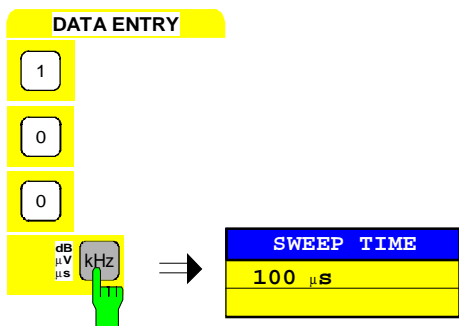 DATA ENTRY
1
0
0
dB
µV
µs
kHz
SWEEP TIME
100 µs